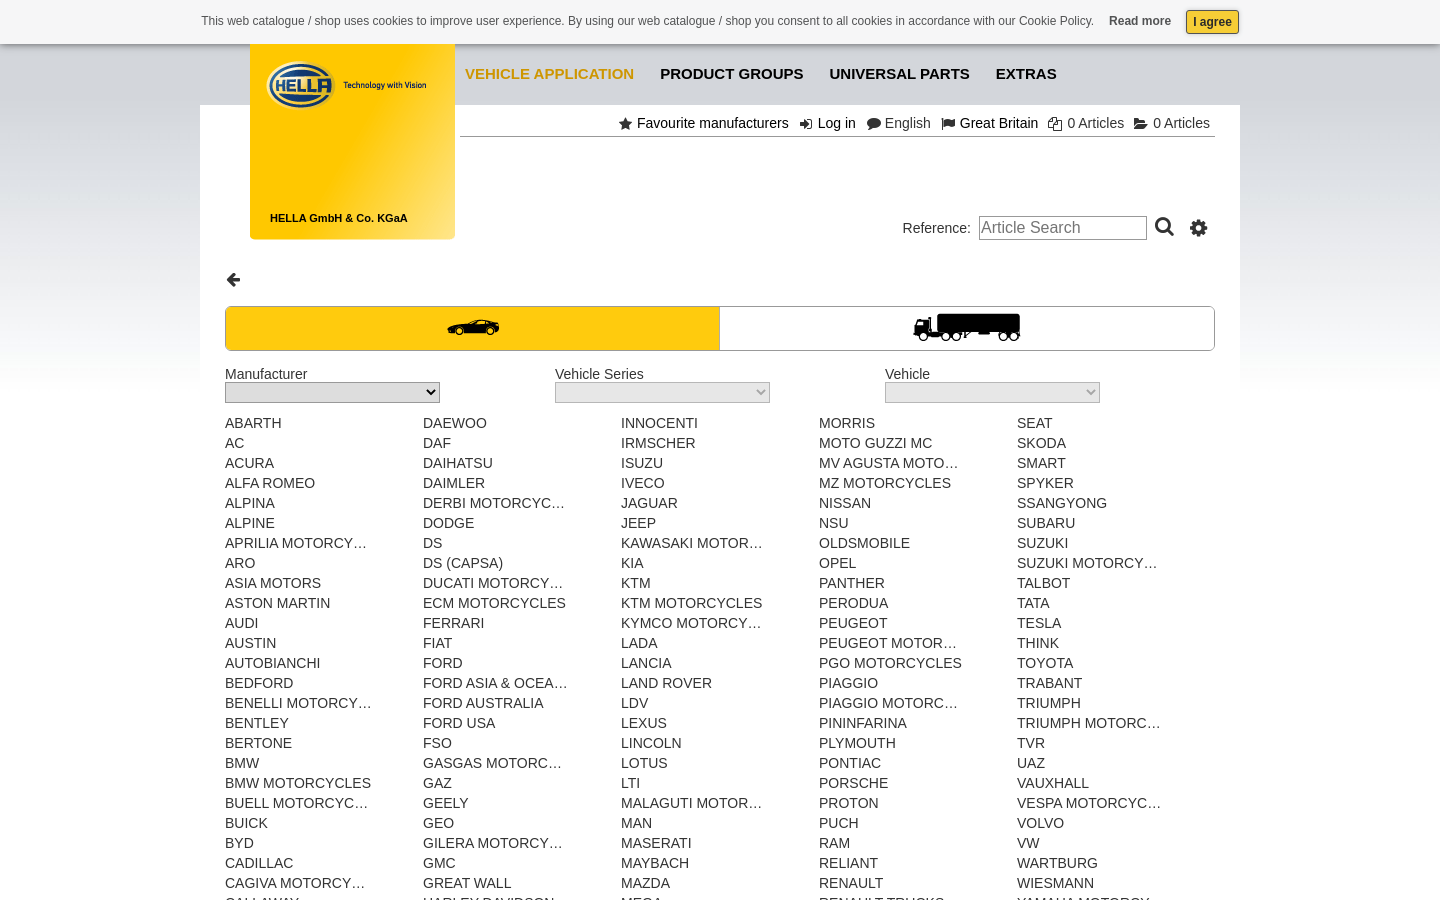 This web catalogue / shop uses cookies to improve user experience. By using our web catalogue / shop you consent to all cookies in accordance with our Cookie Policy. Read more I agree
VEHICLE APPLICATION PRODUCT GROUPS UNIVERSAL PARTS EXTRAS
HELLA Technology with Vision
Favourite manufacturers Log in English Great Britain 0 Articles 0 Articles
HELLA GmbH & Co. KGaA
Reference: Article Search
Manufacturer Vehicle Series Vehicle
ABARTH DAEWOO INNOCENTI MORRIS SEAT
AC DAF IRMSCHER MOTO GUZZI MC SKODA
ACURA DAIHATSU ISUZU MV AGUSTA MOTO… SMART
ALFA ROMEO DAIMLER IVECO MZ MOTORCYCLES SPYKER
ALPINA DERBI MOTORCYC… JAGUAR NISSAN SSANGYONG
ALPINE DODGE JEEP NSU SUBARU
APRILIA MOTORCY… DS KAWASAKI MOTOR… OLDSMOBILE SUZUKI
ARO DS (CAPSA) KIA OPEL SUZUKI MOTORCY…
ASIA MOTORS DUCATI MOTORCY… KTM PANTHER TALBOT
ASTON MARTIN ECM MOTORCYCLES KTM MOTORCYCLES PERODUA TATA
AUDI FERRARI KYMCO MOTORCY… PEUGEOT TESLA
AUSTIN FIAT LADA PEUGEOT MOTOR… THINK
AUTOBIANCHI FORD LANCIA PGO MOTORCYCLES TOYOTA
BEDFORD FORD ASIA & OCEA… LAND ROVER PIAGGIO TRABANT
BENELLI MOTORCY… FORD AUSTRALIA LDV PIAGGIO MOTORC… TRIUMPH
BENTLEY FORD USA LEXUS PININFARINA TRIUMPH MOTORC…
BERTONE FSO LINCOLN PLYMOUTH TVR
BMW GASGAS MOTORC… LOTUS PONTIAC UAZ
BMW MOTORCYCLES GAZ LTI PORSCHE VAUXHALL
BUELL MOTORCYC… GEELY MALAGUTI MOTOR… PROTON VESPA MOTORCYC…
BUICK GEO MAN PUCH VOLVO
BYD GILERA MOTORCY… MASERATI RAM VW
CADILLAC GMC MAYBACH RELIANT WARTBURG
CAGIVA MOTORCY… GREAT WALL MAZDA RENAULT WIESMANN